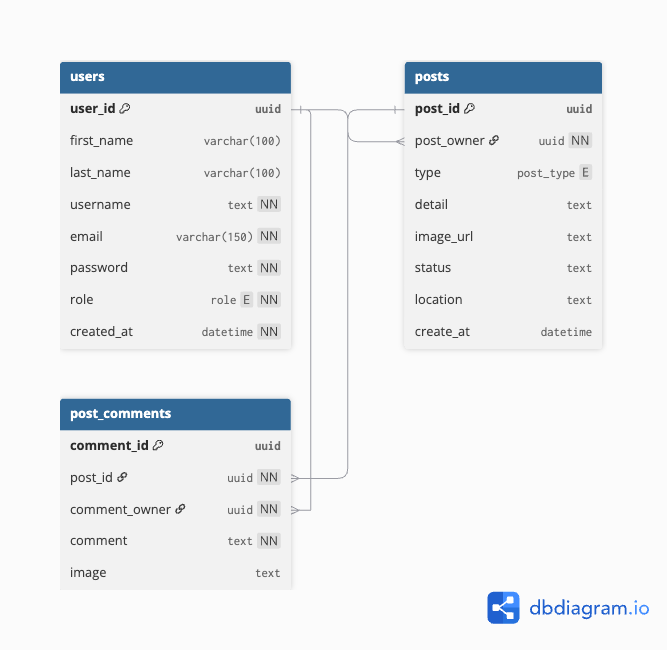 users
user_id uuid
first_name varchar(100)
last_name varchar(100)
username text NN
email varchar(150) NN
password text NN
role role E NN
created_at datetime NN
posts
post_id uuid
post_owner uuid NN
type post_type E
detail text
image_url text
status text
location text
create_at datetime
post_comments
comment_id uuid
post_id uuid NN
comment_owner uuid NN
comment text NN
image text
dbdiagram.io